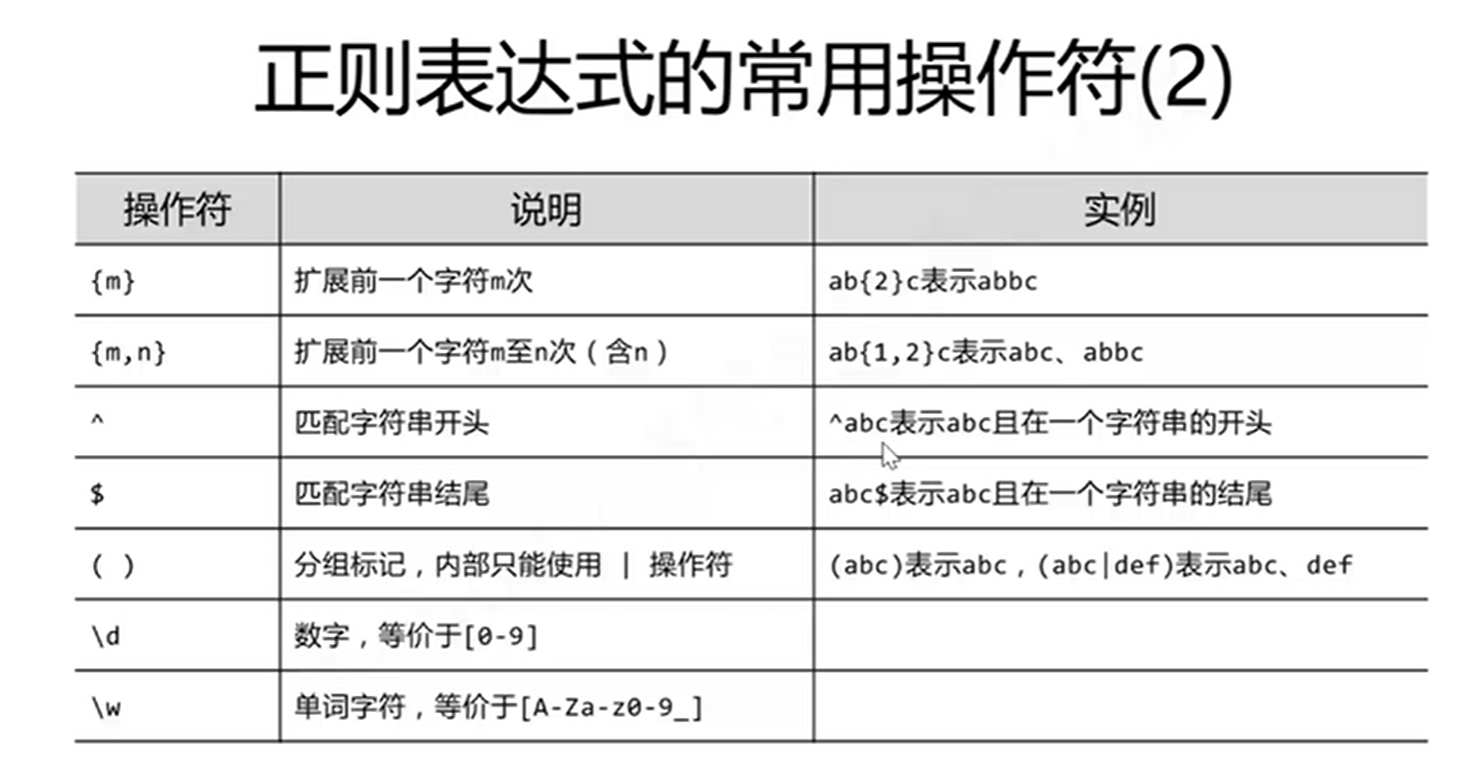 正则表达式的常用操作符(2)
操作符 说明 实例
{m} 扩展前一个字符m次 ab{2}c表示abbc
{m,n} 扩展前一个字符m至n次（含n） ab{1,2}c表示abc、abbc
^ 匹配字符串开头 ^abc表示abc且在一个字符串的开头
$ 匹配字符串结尾 abc$表示abc且在一个字符串的结尾
( ) 分组标记，内部只能使用 | 操作符 (abc)表示abc，(abc|def)表示abc、def
\d 数字，等价于[0-9]
\w 单词字符，等价于[A-Za-z0-9_]